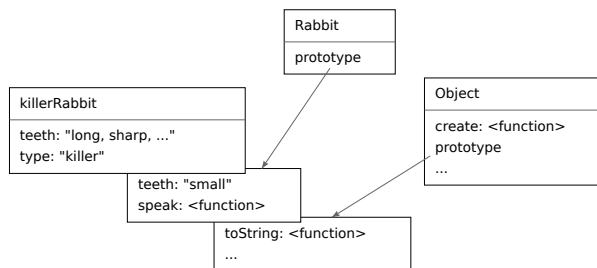 Rabbit
prototype
killerRabbit
teeth: "long, sharp, ..."
type: "killer"
Object
create: <function>
prototype
...
teeth: "small"
speak: <function>
toString: <function>
...